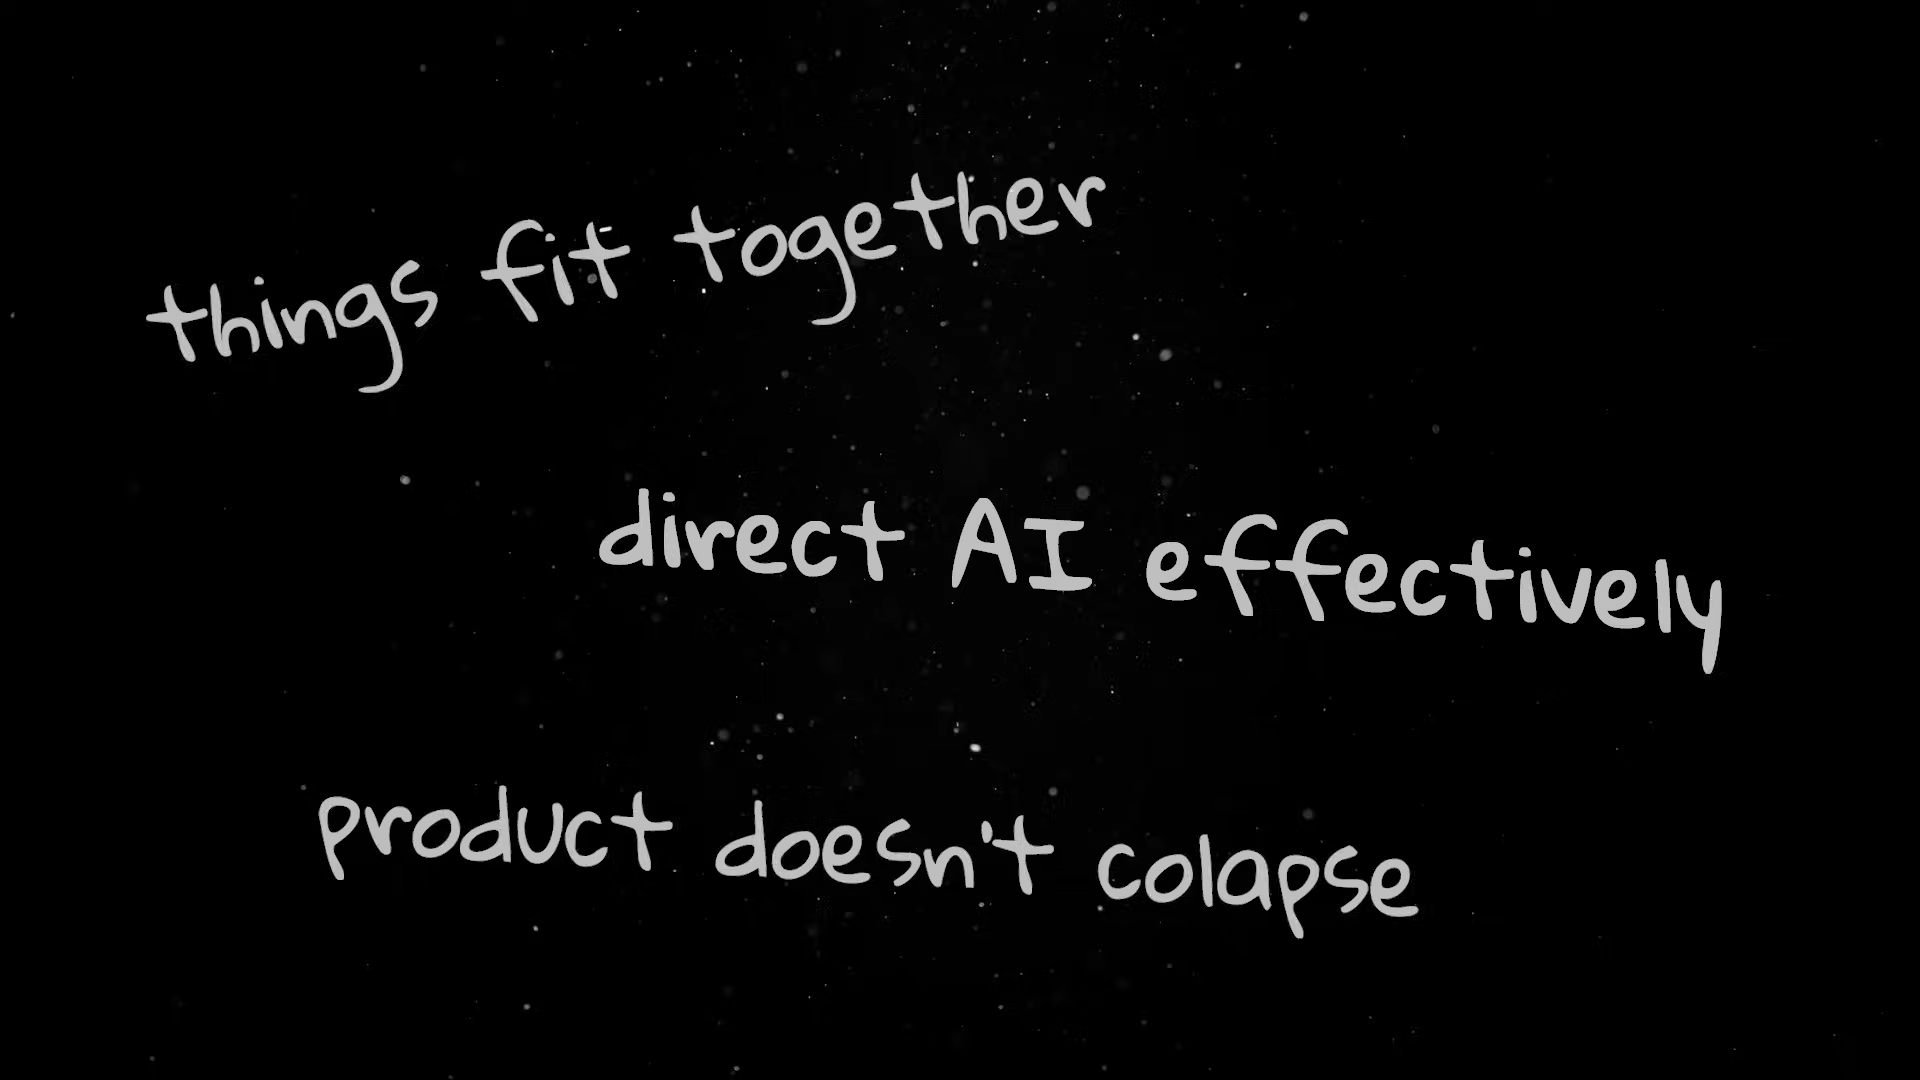 things fit together
direct AI effectively
product doesn't colapse